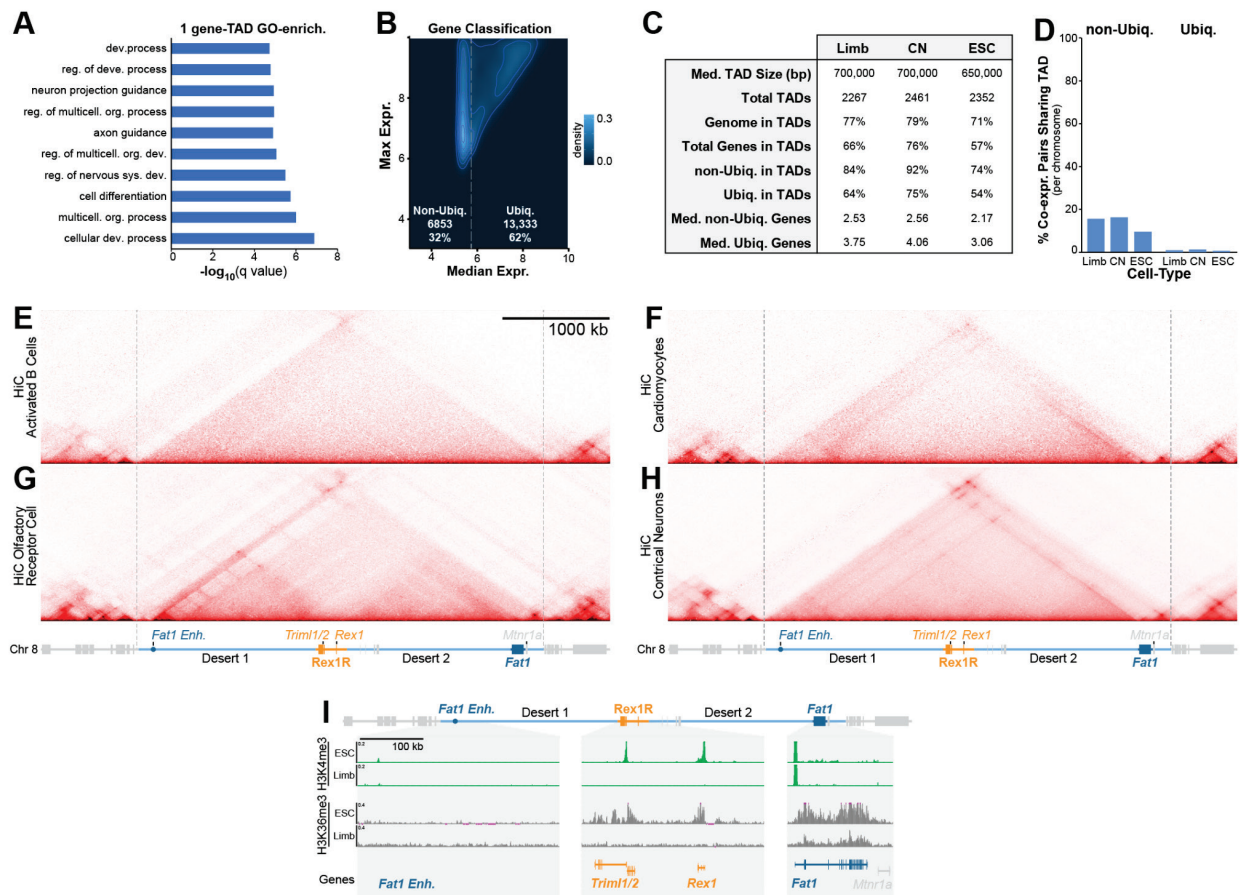 A
1 gene-TAD GO-enrich.
dev.process
reg. of deve. process
neuron projection guidance
reg. of multicell. org. process
axon guidance
reg. of multicell. org. dev.
reg. of nervous sys. dev.
cell differentiation
multicell. org. process
cellular dev. process
0 2 4 6 8
-log10(q value)
B
Gene Classification
Max Expr.
8
6
4
Non-Ubiq.
6853
32%
Ubiq.
13,333
62%
4 6 8 10
Median Expr.
density
0.3
0.0
C
Limb CN ESC
Med. TAD Size (bp) 700,000 700,000 650,000
Total TADs 2267 2461 2352
Genome in TADs 77% 79% 71%
Total Genes in TADs 66% 76% 57%
non-Ubiq. in TADs 84% 92% 74%
Ubiq. in TADs 64% 75% 54%
Med. non-Ubiq. Genes 2.53 2.56 2.17
Med. Ubiq. Genes 3.75 4.06 3.06
D
non-Ubiq. Ubiq.
% Co-expr. Pairs Sharing TAD
(per chromosome)
100
80
60
40
20
0
Limb CN ESC Limb CN ESC
Cell-Type
E
HiC
Activated B Cells
1000 kb
F
HiC
Cardiomyocytes
G
HiC Olfactory
Receptor Cell
H
HiC
Contrical Neurons
Fat1 Enh. Triml1/2 Rex1 Mtnr1a
Chr 8
Desert 1 Rex1R Desert 2 Fat1
Fat1 Enh. Triml1/2 Rex1 Mtnr1a
Chr 8
Desert 1 Rex1R Desert 2 Fat1
I
Fat1 Enh. Desert 1 Rex1R Desert 2 Fat1
100 kb
H3K4me3
ESC 0.2
Limb 0.2
H3K36me3
ESC 0.4
Limb 0.4
Genes
Fat1 Enh. Triml1/2 Rex1 Fat1 Mtnr1a